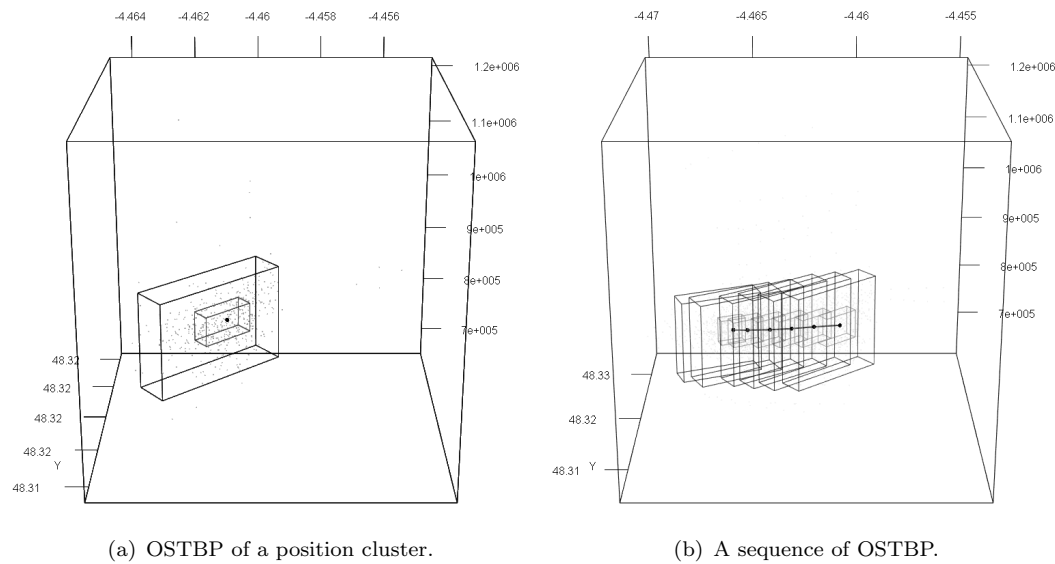 -4.464 -4.462 -4.46 -4.458 -4.456
1.2e+006
1.1e+006
1e+006
9e+005
8e+005
7e+005
48.32
48.32
48.32
48.32
Y
48.31
(a) OSTBP of a position cluster.
-4.47 -4.465 -4.46 -4.455
1.2e+006
1.1e+006
1e+006
9e+005
8e+005
7e+005
48.33
48.32
48.31 Y
(b) A sequence of OSTBP.